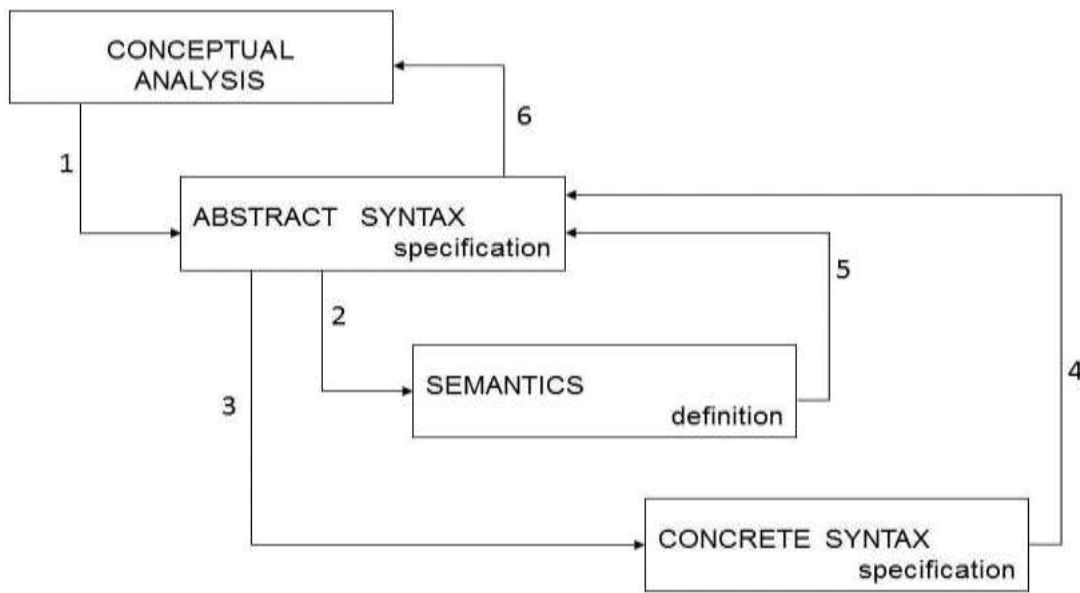 CONCEPTUAL
ANALYSIS
6
1
ABSTRACT SYNTAX
specification
5
2
SEMANTICS
definition
4
3
CONCRETE SYNTAX
specification